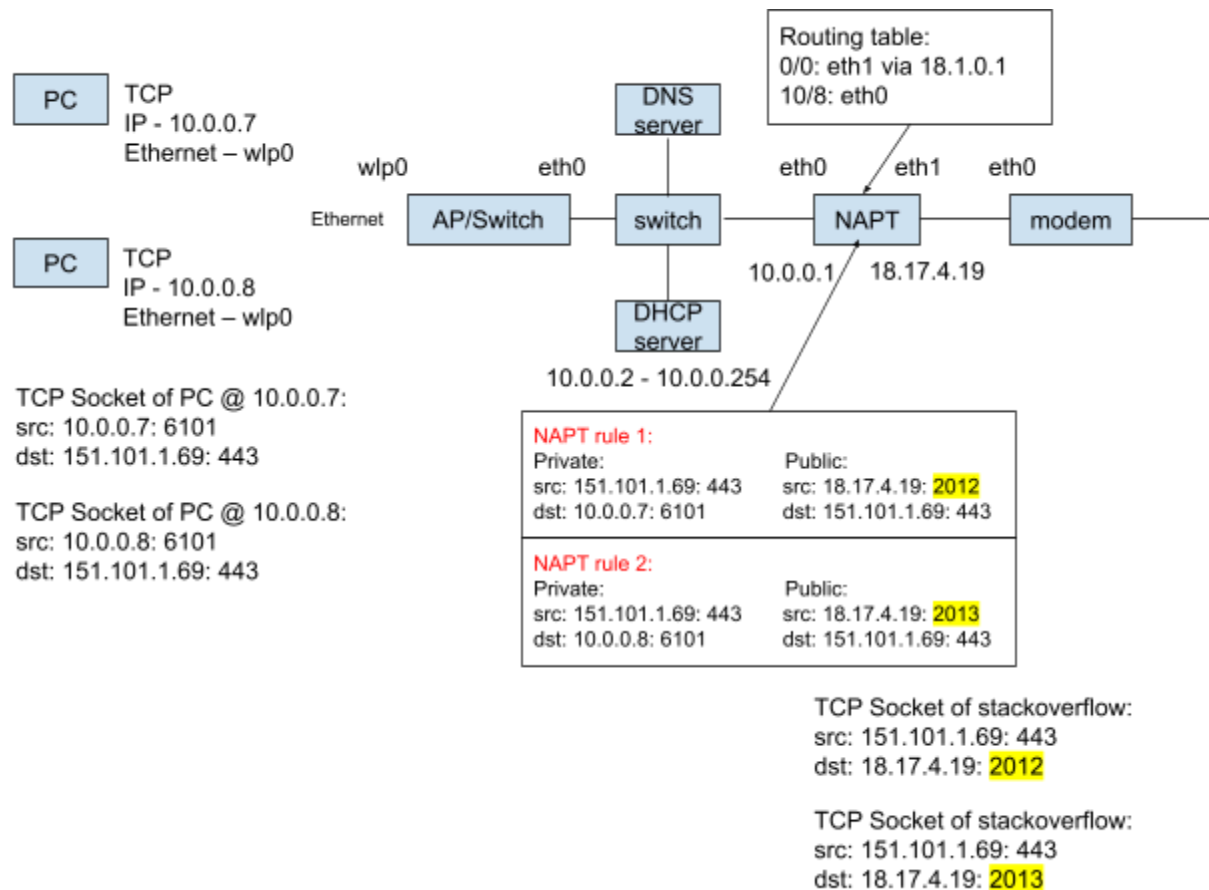 Routing table:
0/0: eth1 via 18.1.0.1
10/8: eth0
PC
TCP
IP - 10.0.0.7
Ethernet – wlp0
DNS
server
wlp0
eth0
eth0
eth1
eth0
Ethernet
AP/Switch
switch
NAPT
modem
PC
TCP
IP - 10.0.0.8
Ethernet – wlp0
10.0.0.1
18.17.4.19
DHCP
server
10.0.0.2 - 10.0.0.254
TCP Socket of PC @ 10.0.0.7:
src: 10.0.0.7: 6101
dst: 151.101.1.69: 443
TCP Socket of PC @ 10.0.0.8:
src: 10.0.0.8: 6101
dst: 151.101.1.69: 443
NAPT rule 1:
Private:
src: 151.101.1.69: 443
dst: 10.0.0.7: 6101
Public:
src: 18.17.4.19: 2012
dst: 151.101.1.69: 443
NAPT rule 2:
Private:
src: 151.101.1.69: 443
dst: 10.0.0.8: 6101
Public:
src: 18.17.4.19: 2013
dst: 151.101.1.69: 443
TCP Socket of stackoverflow:
src: 151.101.1.69: 443
dst: 18.17.4.19: 2012
TCP Socket of stackoverflow:
src: 151.101.1.69: 443
dst: 18.17.4.19: 2013